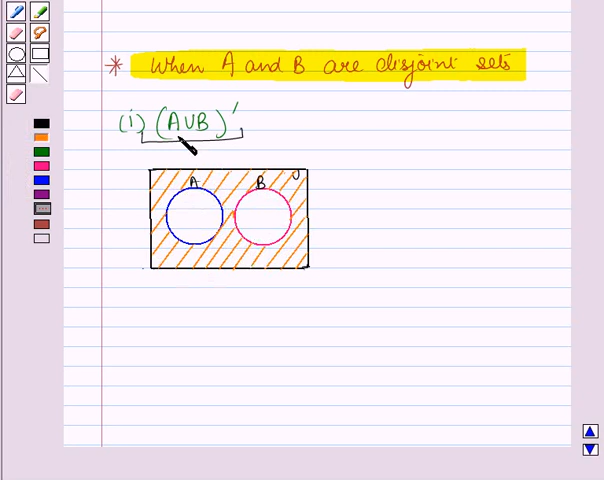 * When A and B are disjoint sets
(i) (A∪B)′
U
A B